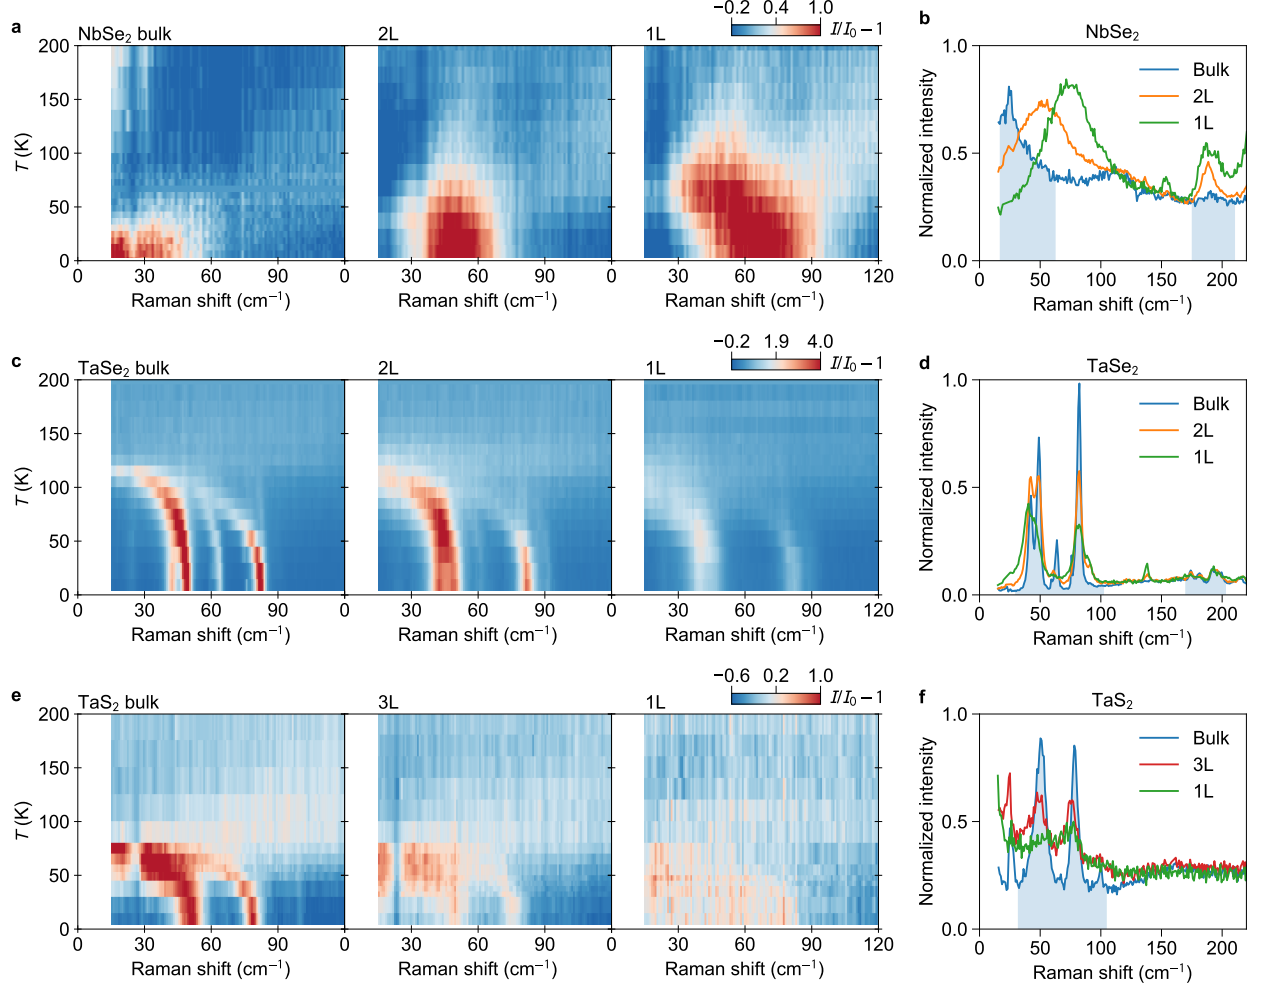 a
NbSe₂ bulk
2L
1L
−0.2 0.4 1.0
I/I₀ − 1
200
150
100
50
0
T (K)
0 30 60 90 0 30 60 90 0 30 60 90 120
Raman shift (cm⁻¹) Raman shift (cm⁻¹) Raman shift (cm⁻¹)
b
NbSe₂
Bulk
2L
1L
1.0
0.5
0.0
Normalized intensity
0 50 100 150 200
Raman shift (cm⁻¹)
c
TaSe₂ bulk
2L
1L
−0.2 1.9 4.0
I/I₀ − 1
200
150
100
50
0
T (K)
0 30 60 90 0 30 60 90 0 30 60 90 120
Raman shift (cm⁻¹) Raman shift (cm⁻¹) Raman shift (cm⁻¹)
d
TaSe₂
Bulk
2L
1L
1.0
0.5
0.0
Normalized intensity
0 50 100 150 200
Raman shift (cm⁻¹)
e
TaS₂ bulk
3L
1L
−0.6 0.2 1.0
I/I₀ − 1
200
150
100
50
0
T (K)
0 30 60 90 0 30 60 90 0 30 60 90 120
Raman shift (cm⁻¹) Raman shift (cm⁻¹) Raman shift (cm⁻¹)
f
TaS₂
Bulk
3L
1L
1.0
0.5
0.0
Normalized intensity
0 50 100 150 200
Raman shift (cm⁻¹)